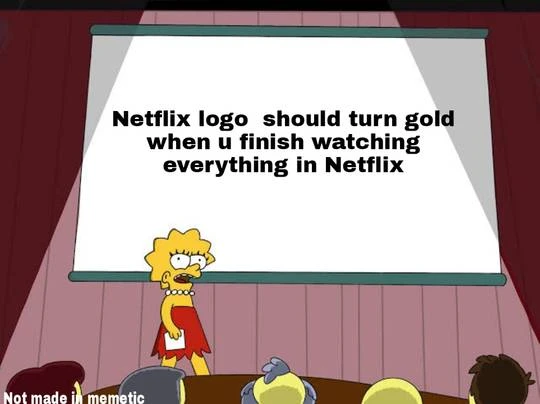 Netflix logo  should turn gold
when u finish watching
everything in Netflix
Not made in memetic